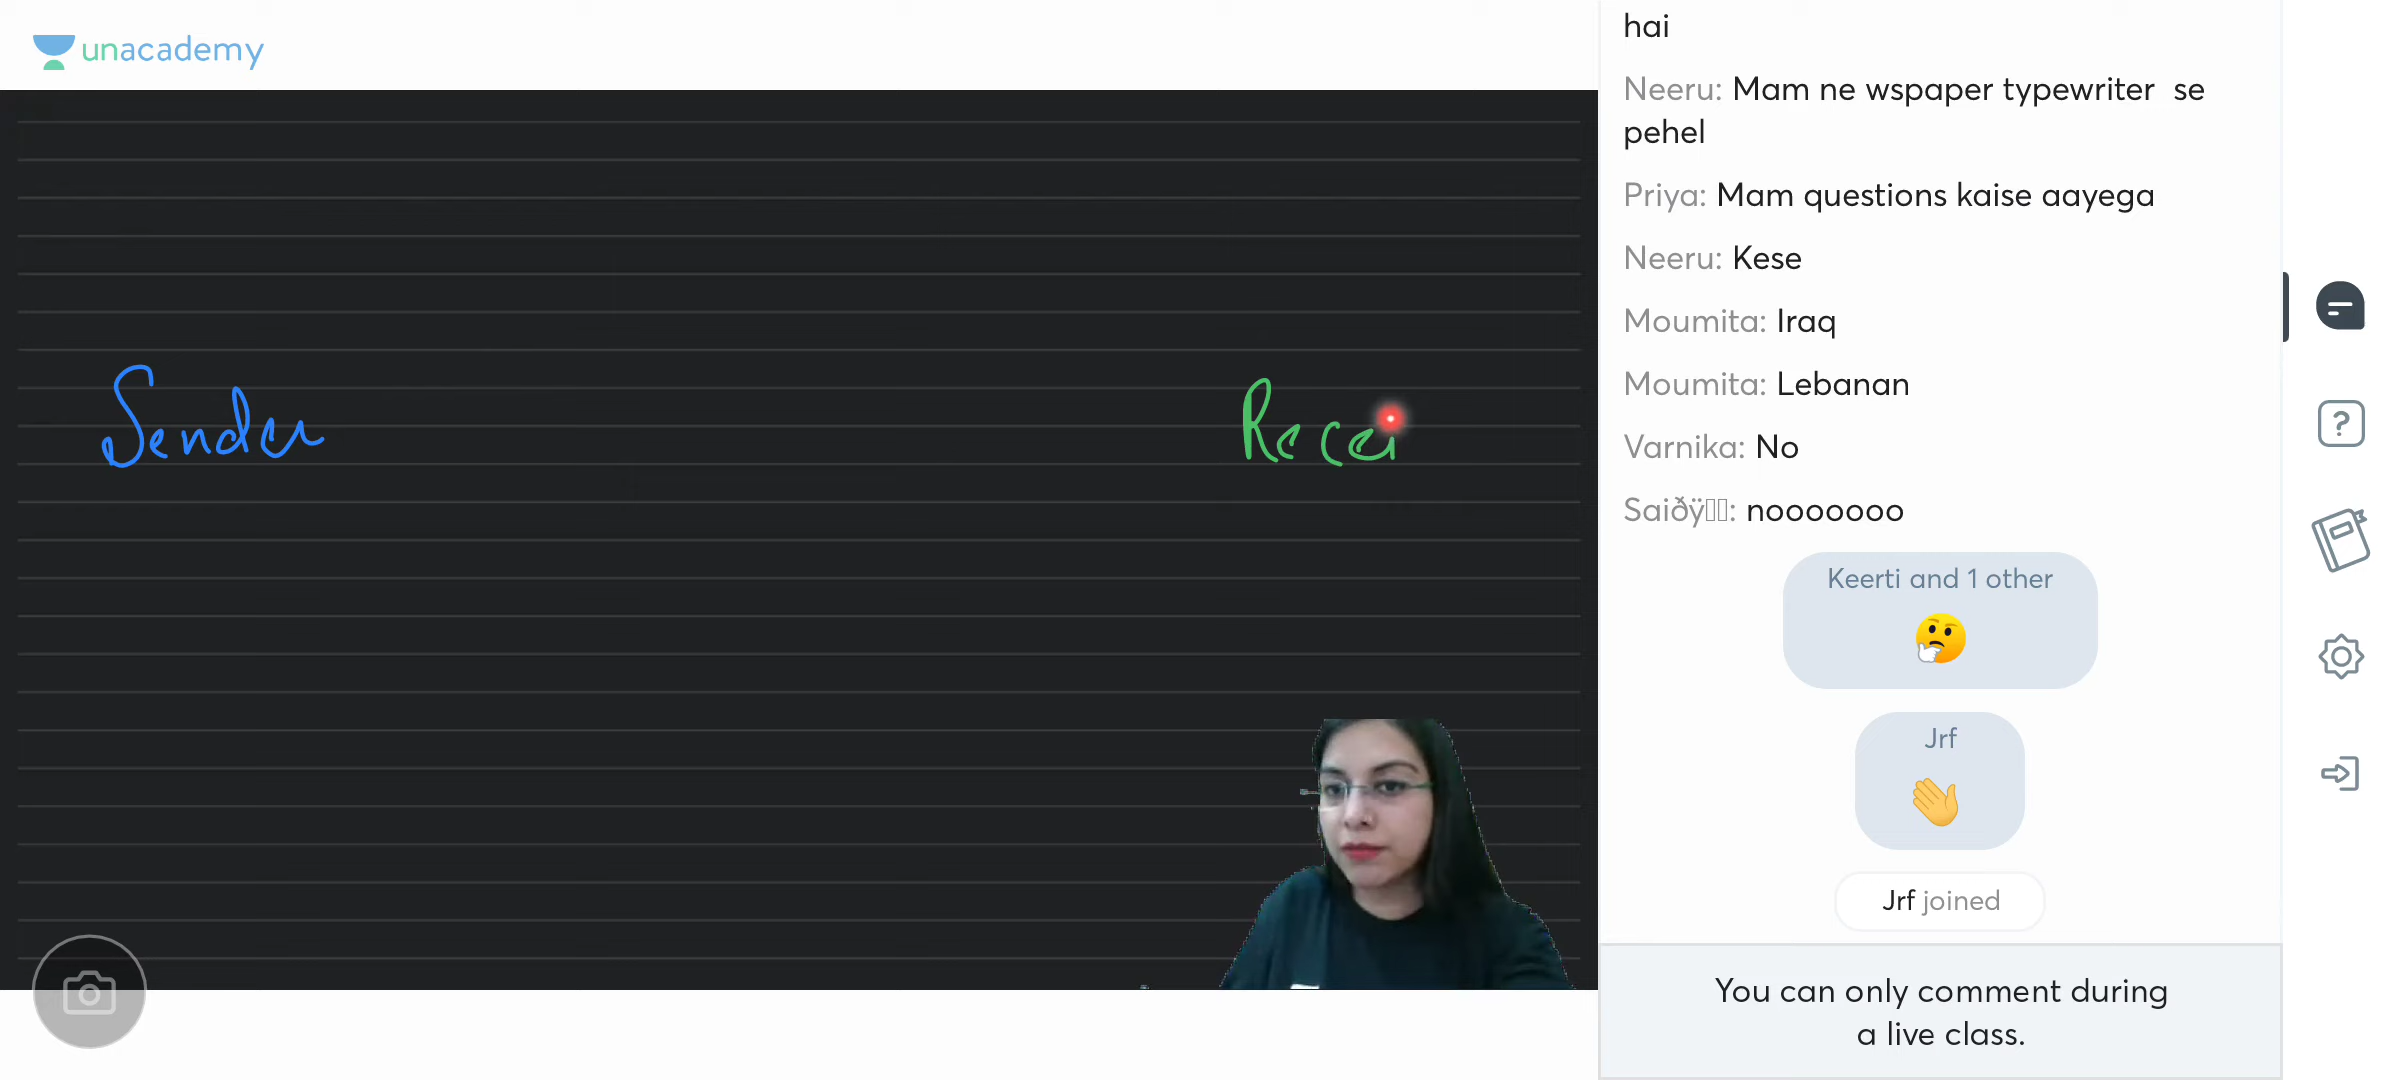 unacademy
Sender
Recei
hai
Neeru: Mam ne wspaper typewriter  se
pehel
Priya: Mam questions kaise aayega
Neeru: Kese
Moumita: Iraq
Moumita: Lebanan
Varnika: No
Saiðÿ: nooooooo
Keerti and 1 other
Jrf
Jrf joined
You can only comment during
a live class.